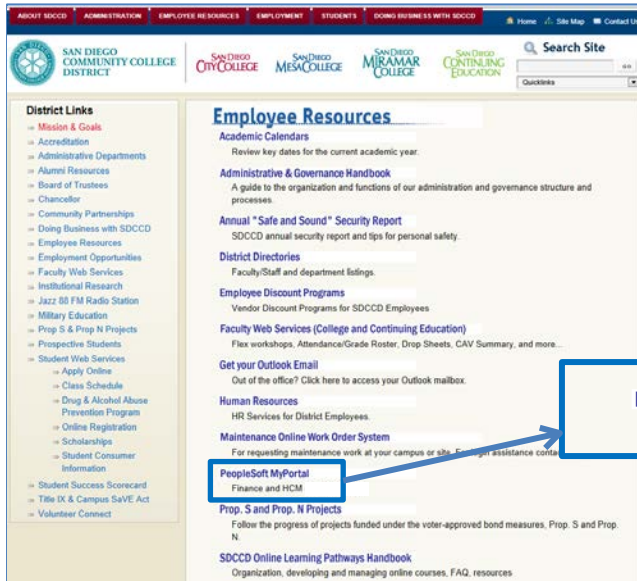 ABOUT SDCCD ADMINISTRATION EMPLOYEE RESOURCES EMPLOYMENT STUDENTS DOING BUSINESS WITH SDCCD Home Site Map Contact Us
SAN DIEGO
COMMUNITY COLLEGE
DISTRICT
SAN DIEGO
CITY COLLEGE
SAN DIEGO
MESA COLLEGE
SAN DIEGO
MIRAMAR
COLLEGE
SAN DIEGO
CONTINUING
EDUCATION
Search Site
GO
Quicklinks
District Links
Mission & Goals
Accreditation
Administrative Departments
Alumni Resources
Board of Trustees
Chancellor
Community Partnerships
Doing Business with SDCCD
Employee Resources
Employment Opportunities
Faculty Web Services
Institutional Research
Jazz 88 FM Radio Station
Military Education
Prop S & Prop N Projects
Prospective Students
Student Web Services
Apply Online
Class Schedule
Drug & Alcohol Abuse
Prevention Program
Online Registration
Scholarships
Student Consumer
Information
Student Success Scorecard
Title IX & Campus SaVE Act
Volunteer Connect
Employee Resources
Academic Calendars
Review key dates for the current academic year.
Administrative & Governance Handbook
A guide to the organization and functions of our administration and governance structure and
processes.
Annual "Safe and Sound" Security Report
SDCCD annual security report and tips for personal safety.
District Directories
Faculty/Staff and department listings.
Employee Discount Programs
Vendor Discount Programs for SDCCD Employees
Faculty Web Services (College and Continuing Education)
Flex workshops, Attendance/Grade Roster, Drop Sheets, CAV Summary, and more...
Get your Outlook Email
Out of the office? Click here to access your Outlook mailbox.
Human Resources
HR Services for District Employees.
Maintenance Online Work Order System
For requesting maintenance work at your campus or site. For login assistance
PeopleSoft MyPortal
Finance and HCM
Prop. S and Prop. N Projects
Follow the progress of projects funded under the voter-approved bond measures, Prop. S and Prop.
N.
SDCCD Online Learning Pathways Handbook
Organization, developing and managing online courses, FAQ, resources